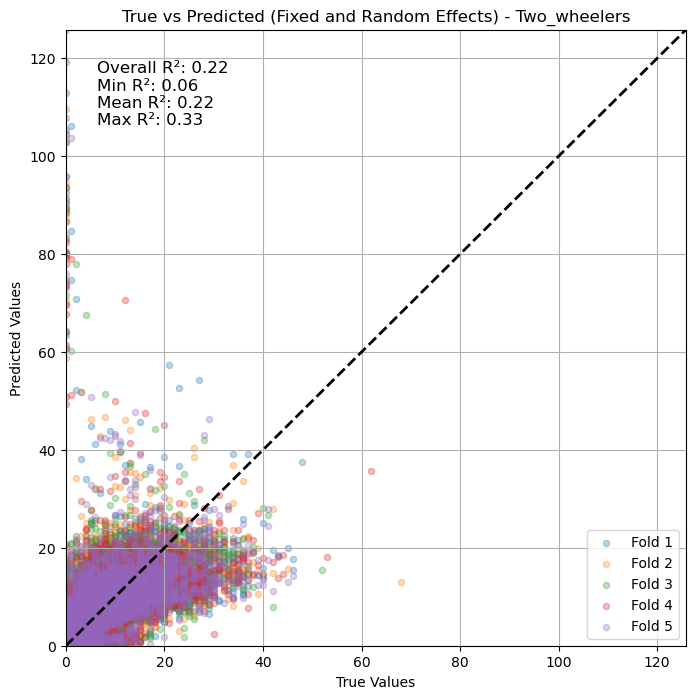 True vs Predicted (Fixed and Random Effects) - Two_wheelers
Overall R²: 0.22
Min R²: 0.06
Mean R²: 0.22
Max R²: 0.33
120
100
80
60
40
20
0
Predicted Values
Fold 1
Fold 2
Fold 3
Fold 4
Fold 5
0 20 40 60 80 100 120
True Values